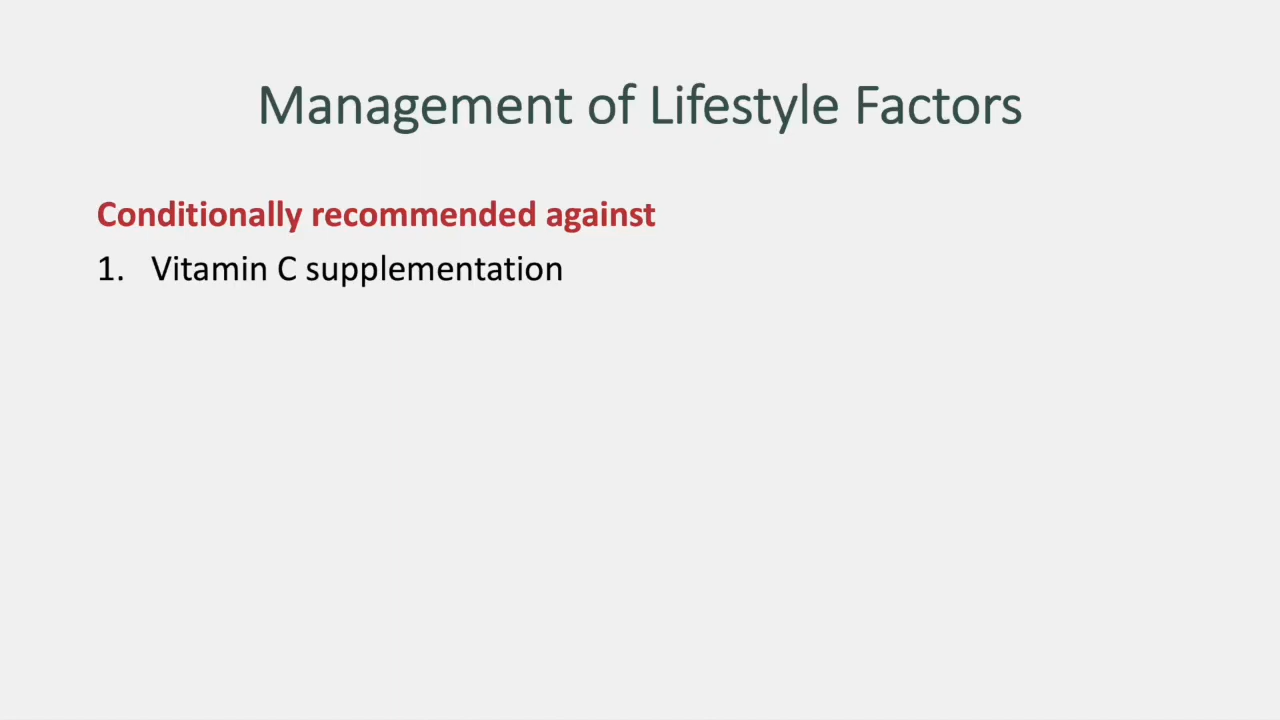 Management of Lifestyle Factors
Conditionally recommended against
1. Vitamin C supplementation